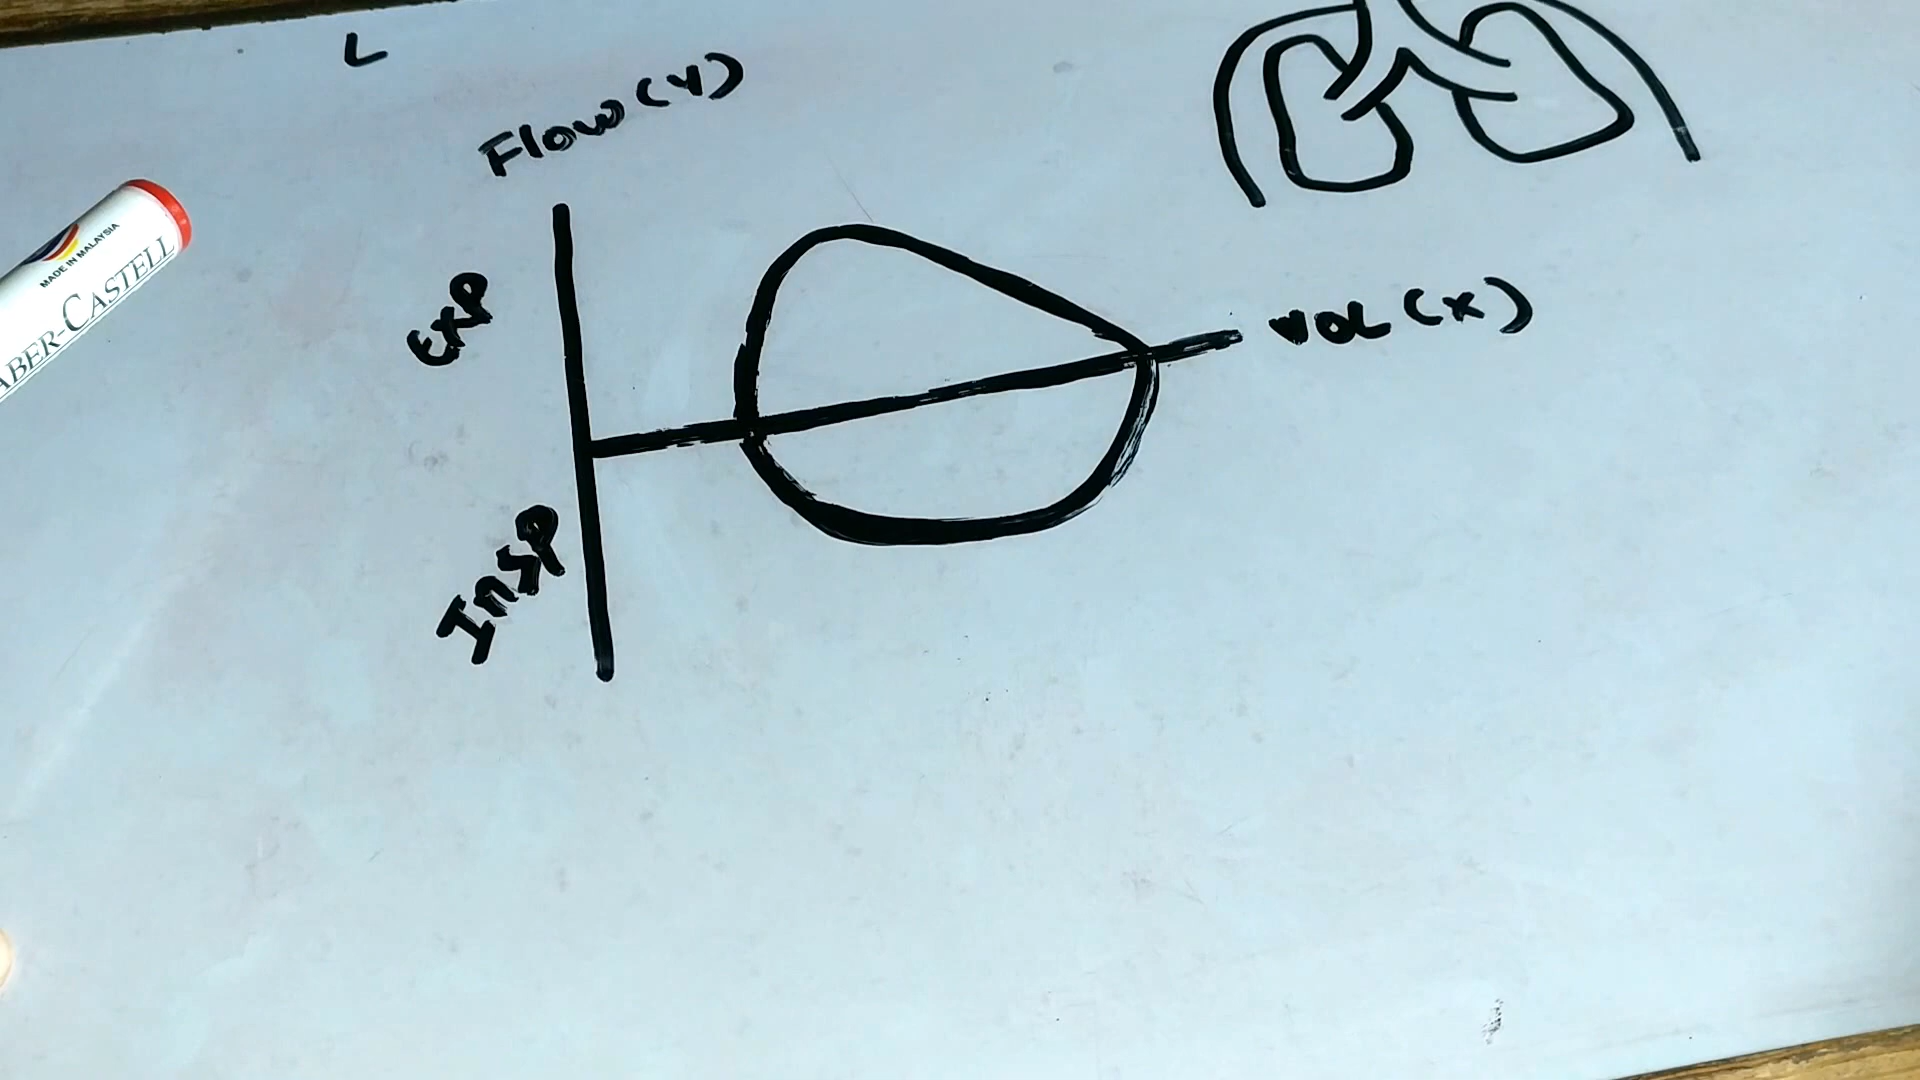 L
Flow (Y)
EXP
VOL (X)
InSP
MADE IN MALAYSIA
ABER-CASTELL